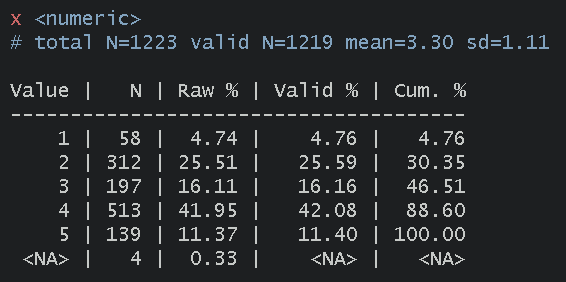 x <numeric>
# total N=1223 valid N=1219 mean=3.30 sd=1.11
Value | N | Raw % | Valid % | Cum. %
-----------------------------------------
1 | 58 | 4.74 | 4.76 | 4.76
2 | 312 | 25.51 | 25.59 | 30.35
3 | 197 | 16.11 | 16.16 | 46.51
4 | 513 | 41.95 | 42.08 | 88.60
5 | 139 | 11.37 | 11.40 | 100.00
<NA> | 4 | 0.33 | <NA> | <NA>